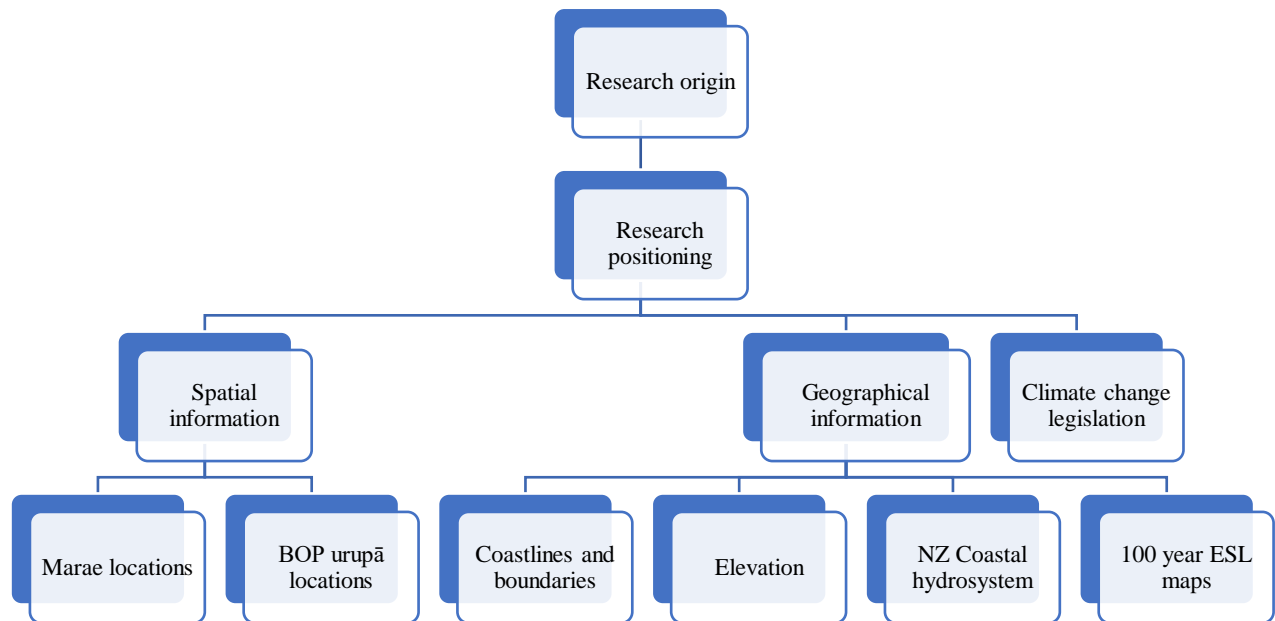 Research origin
Research
positioning
Spatial
information
Geographical
information
Climate change
legislation
Marae locations
BOP urupā
locations
Coastlines and
boundaries
Elevation
NZ Coastal
hydrosystem
100 year ESL
maps